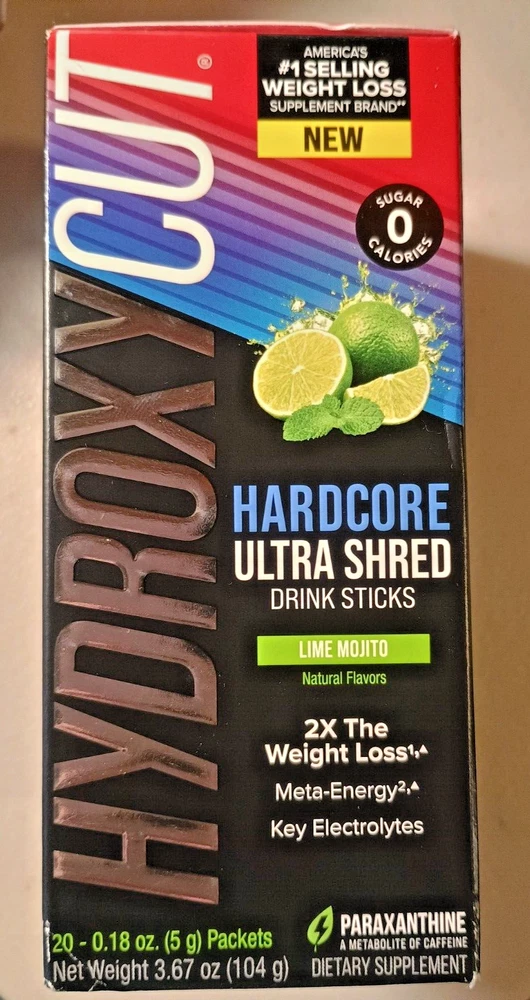 HYDROXYCUT®
AMERICA'S
#1 SELLING
WEIGHT LOSS
SUPPLEMENT BRAND**
NEW
SUGAR
0
CALORIES
HARDCORE
ULTRA SHRED
DRINK STICKS
LIME MOJITO
Natural Flavors
2X The
Weight Loss¹,▲
Meta-Energy²,▲
Key Electrolytes
20 - 0.18 oz. (5 g) Packets
Net Weight 3.67 oz (104 g)
PARAXANTHINE
A METABOLITE OF CAFFEINE
DIETARY SUPPLEMENT